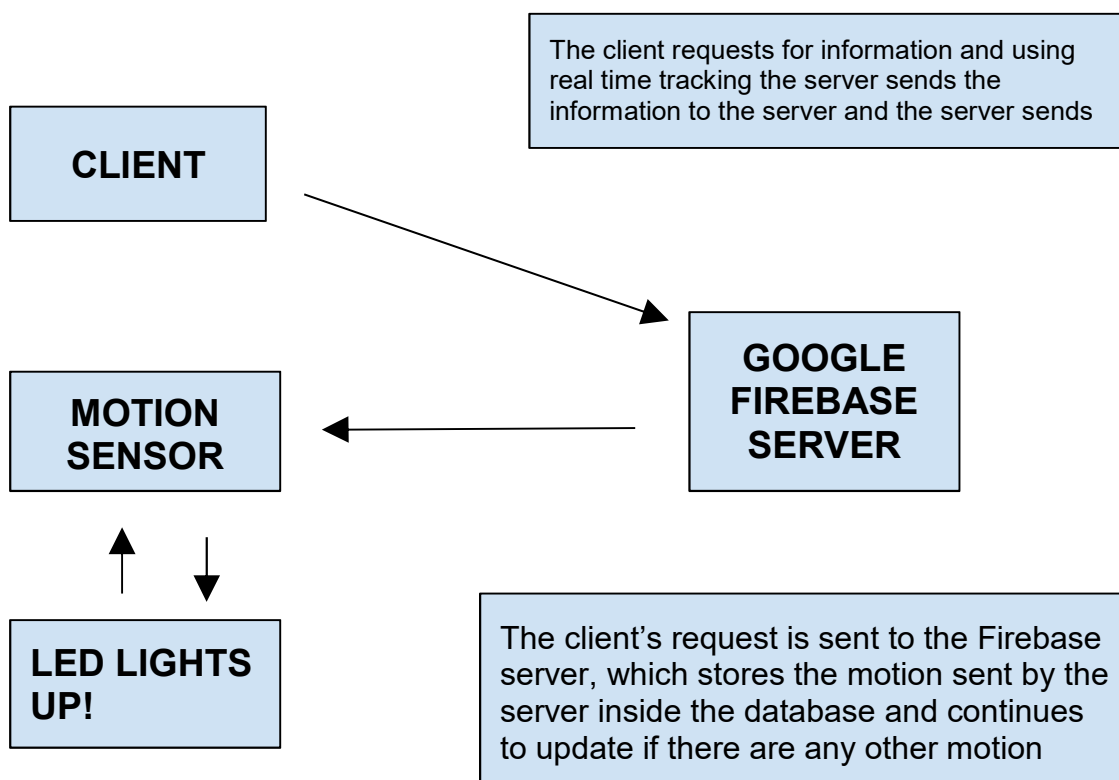 The client requests for information and using
real time tracking the server sends the
information to the server and the server sends
CLIENT
GOOGLE
FIREBASE
SERVER
MOTION
SENSOR
LED LIGHTS
UP!
The client’s request is sent to the Firebase
server, which stores the motion sent by the
server inside the database and continues
to update if there are any other motion